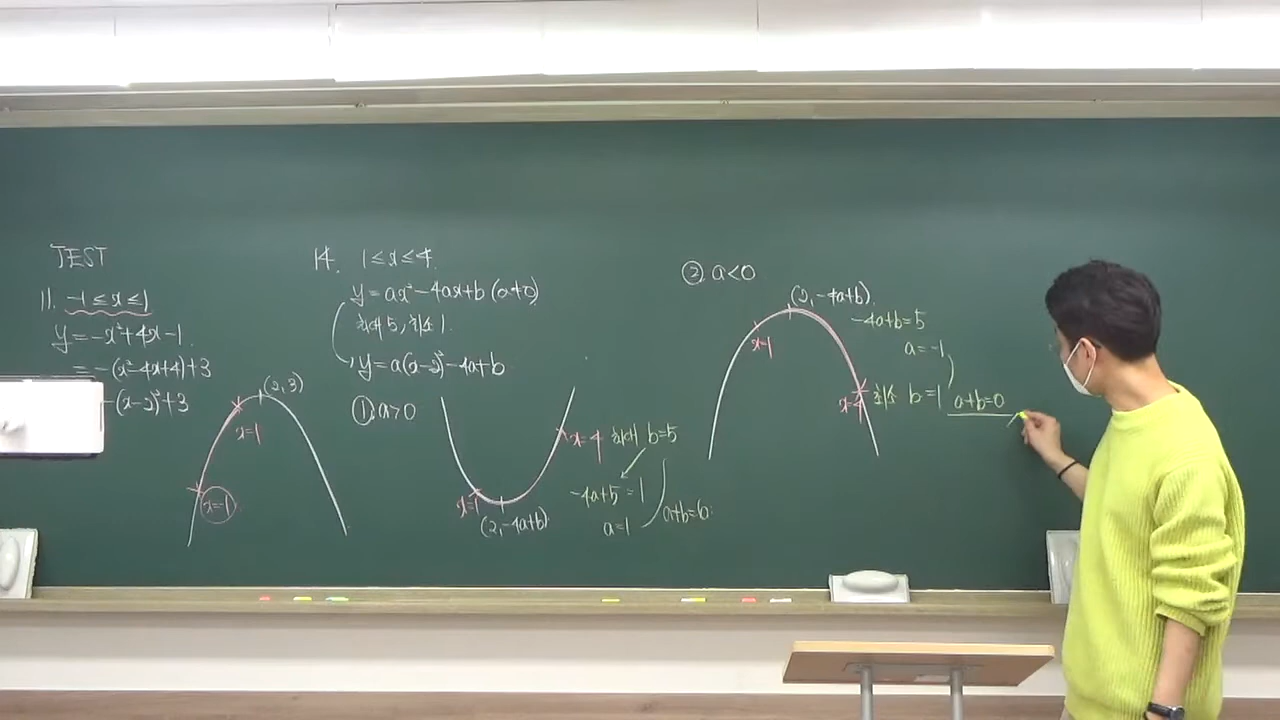 TEST
11. -1≤x≤1
y=-x²+4x-1.
=-(x²-4x+4)+3
-(x-2)²+3
(2, 3)
x=1
x=-1
14. 1≤x≤4.
y=ax²-4ax+b (a≠0)
최대 5, 최소 1.
y=a(x-2)²-4a+b
① a>0
x=1
(2, -4a+b)
x=4 최대 b=5
-4a+5=1
a=1
a+b=6
② a<0
(2, -4a+b).
x=1
-4a+b=5
a=-1
x=4 최소 b=1
a+b=0